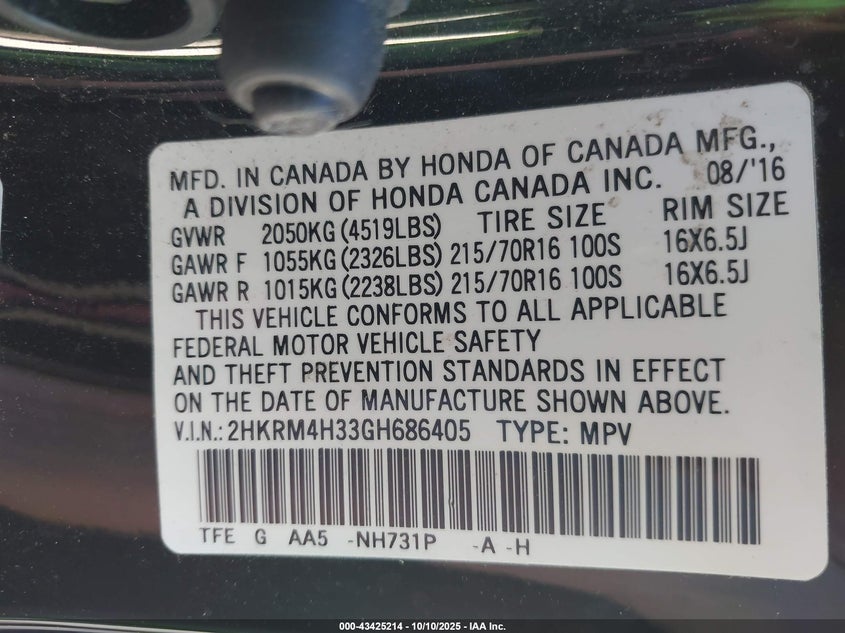 MFD. IN CANADA BY HONDA OF CANADA MFG.,
A DIVISION OF HONDA CANADA INC. 08/'16
GVWR 2050KG (4519LBS) TIRE SIZE RIM SIZE
GAWR F 1055KG (2326LBS) 215/70R16 100S 16X6.5J
GAWR R 1015KG (2238LBS) 215/70R16 100S 16X6.5J
THIS VEHICLE CONFORMS TO ALL APPLICABLE
FEDERAL MOTOR VEHICLE SAFETY
AND THEFT PREVENTION STANDARDS IN EFFECT
ON THE DATE OF MANUFACTURE SHOWN ABOVE.
V.I.N.: 2HKRM4H33GH686405 TYPE: MPV
TFE G AA5 -NH731P -A -H
000-43425214 - 10/10/2025 - IAA Inc.